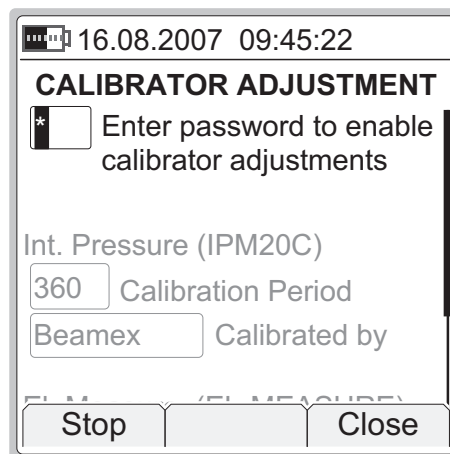 16.08.2007 09:45:22
CALIBRATOR ADJUSTMENT
* Enter password to enable
calibrator adjustments
Int. Pressure (IPM20C)
360 Calibration Period
Beamex Calibrated by
Stop Close